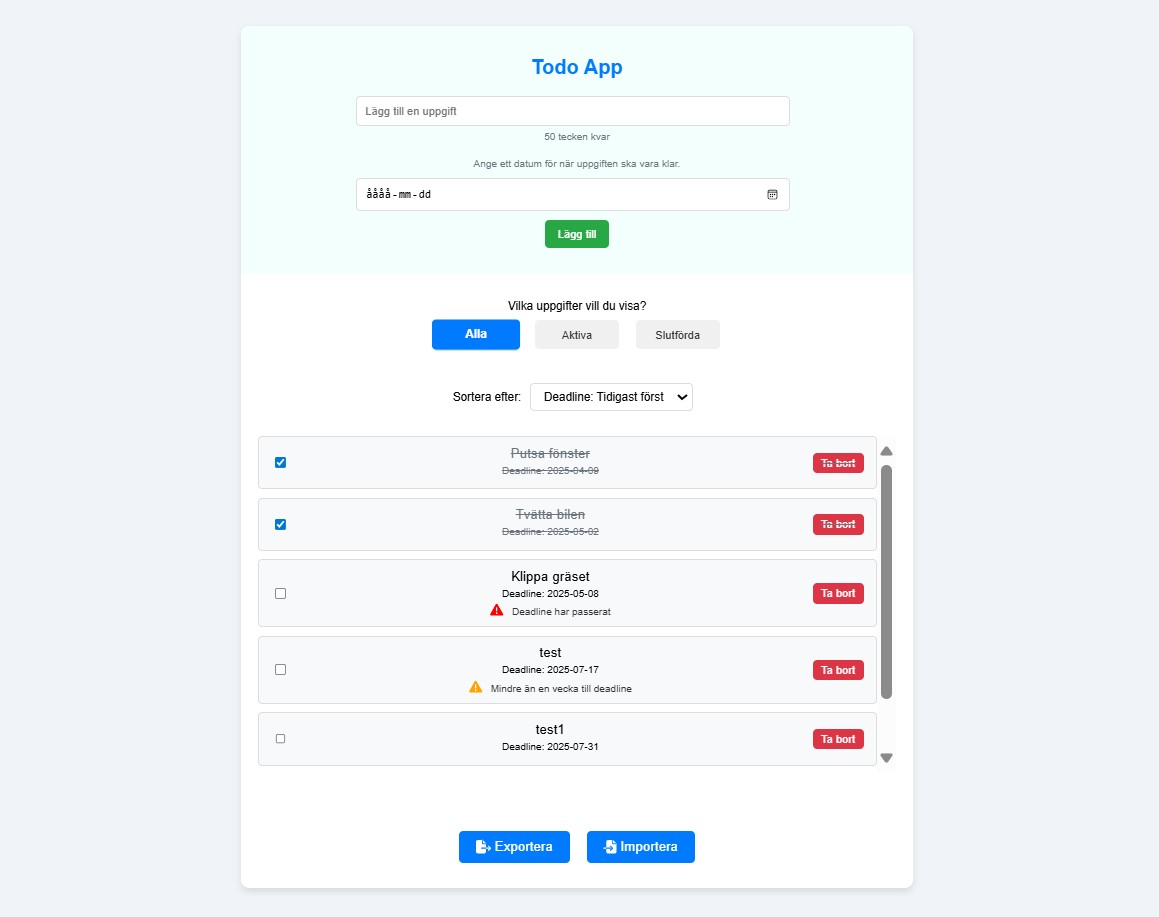 Todo App
Lägg till en uppgift
50 tecken kvar
Ange ett datum för när uppgiften ska vara klar.
åååå-mm-dd
Lägg till
Vilka uppgifter vill du visa?
Alla Aktiva Slutförda
Sortera efter: Deadline: Tidigast först
Putsa fönster
Deadline: 2025-04-09
Ta bort
Tvätta bilen
Deadline: 2025-05-02
Ta bort
Klippa gräset
Deadline: 2025-05-08
Deadline har passerat
Ta bort
test
Deadline: 2025-07-17
Mindre än en vecka till deadline
Ta bort
test1
Deadline: 2025-07-31
Ta bort
Exportera Importera